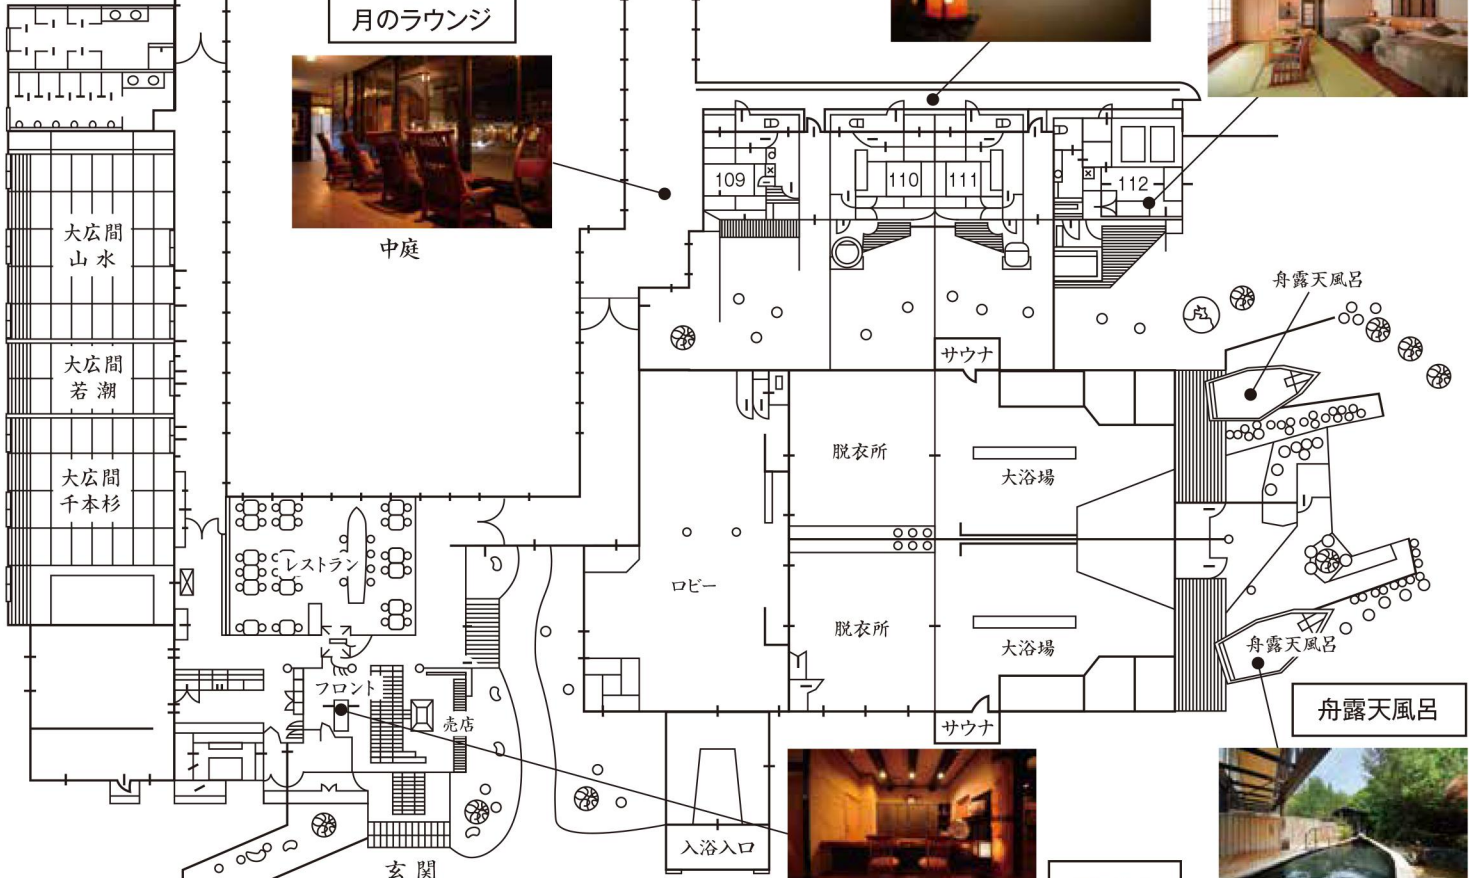 月のラウンジ
中庭
109
110
111
112
大広間
山水
大広間
若潮
大広間
千本杉
舟露天風呂
サウナ
脱衣所
大浴場
レストラン
ロビー
脱衣所
大浴場
舟露天風呂
フロント
売店
サウナ
舟露天風呂
入浴入口
玄関